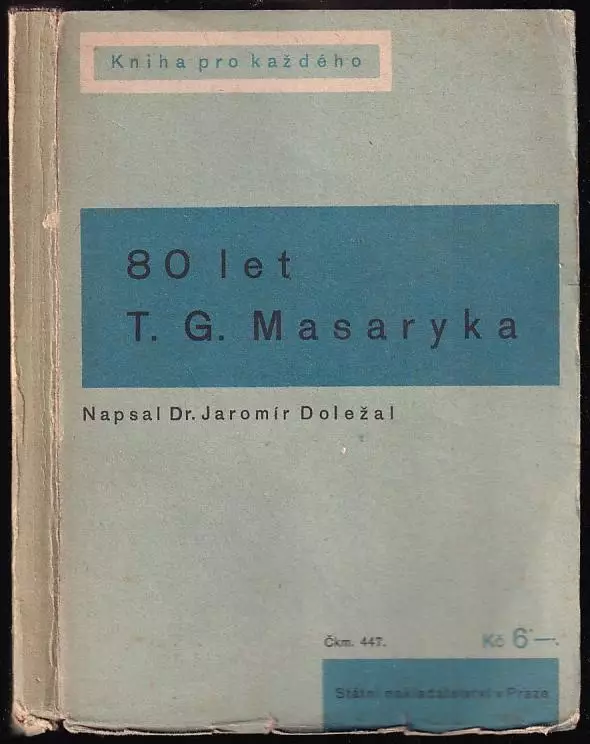 Kniha pro každého
80 let
T. G. Masaryka
Napsal Dr. Jaromír Doležal
Čkm. 447.
Kč 6·—.
Státní nakladatelství v Praze